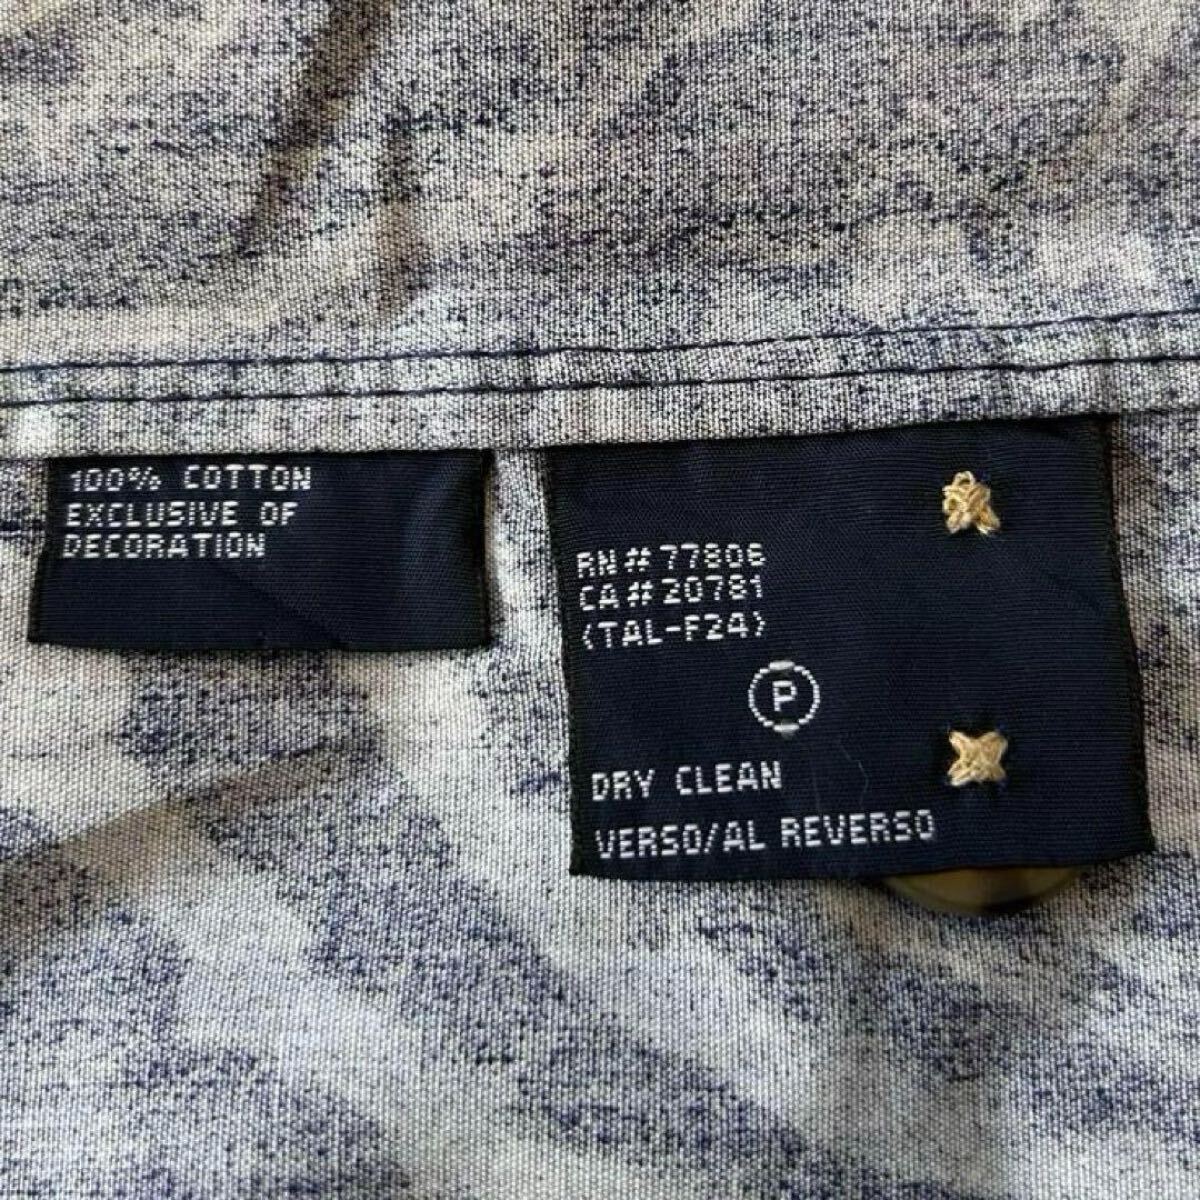 100% COTTON
EXCLUSIVE OF
DECORATION
RN# 77806
CA# 20781
(TAL-F24)
P
DRY CLEAN
VERSO/AL REVERSO